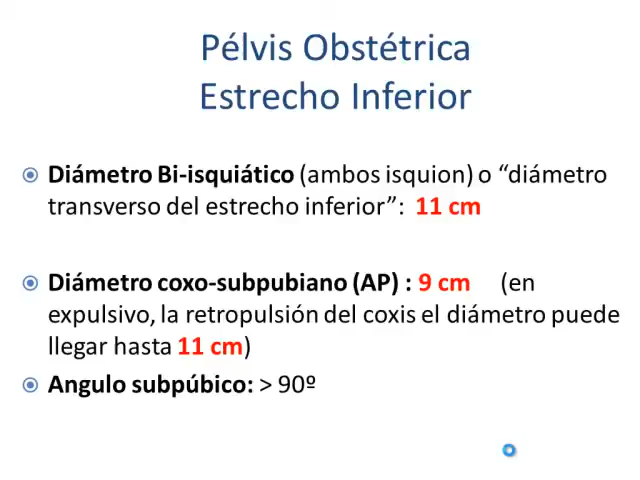 Pélvis Obstétrica
Estrecho Inferior
Diámetro Bi-isquiático (ambos isquion) o “diámetro
transverso del estrecho inferior”: 11 cm
Diámetro coxo-subpubiano (AP) : 9 cm (en
expulsivo, la retropulsión del coxis el diámetro puede
llegar hasta 11 cm)
Angulo subpúbico: > 90º